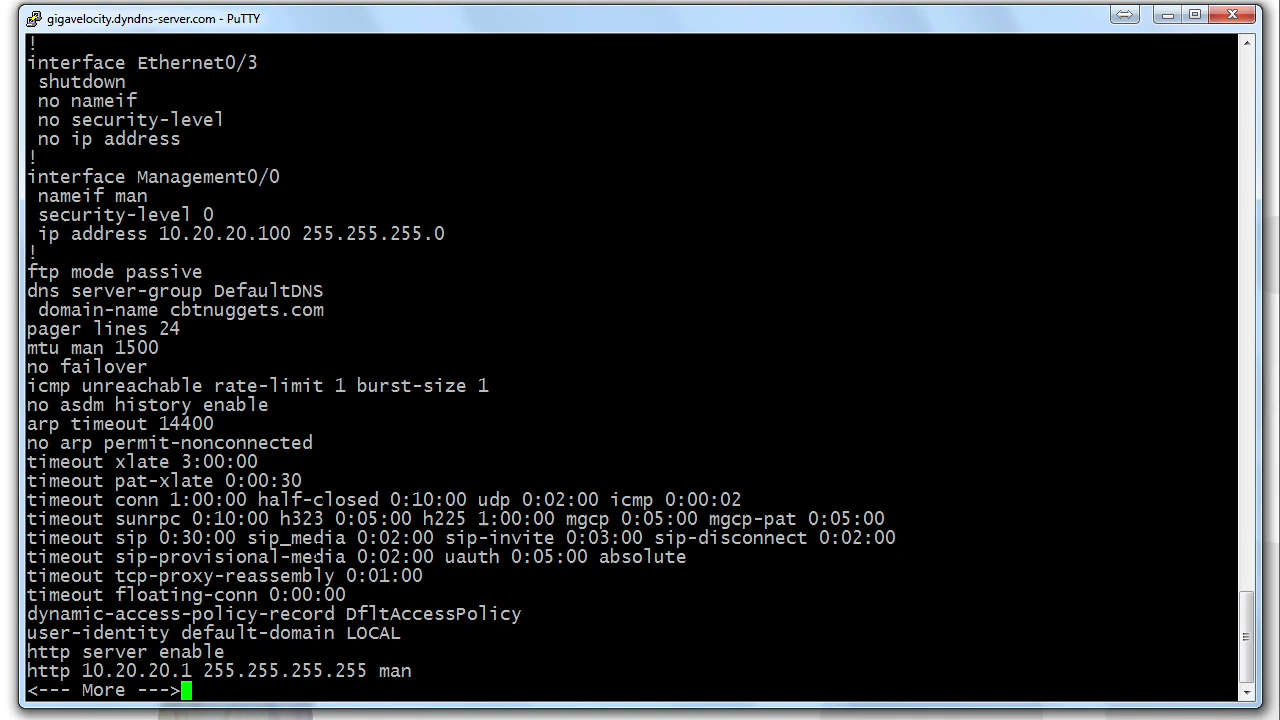 gigavelocity.dyndns-server.com - PuTTY
!
interface Ethernet0/3
 shutdown
 no nameif
 no security-level
 no ip address
!
interface Management0/0
 nameif man
 security-level 0
 ip address 10.20.20.100 255.255.255.0
!
ftp mode passive
dns server-group DefaultDNS
 domain-name cbtnuggets.com
pager lines 24
mtu man 1500
no failover
icmp unreachable rate-limit 1 burst-size 1
no asdm history enable
arp timeout 14400
no arp permit-nonconnected
timeout xlate 3:00:00
timeout pat-xlate 0:00:30
timeout conn 1:00:00 half-closed 0:10:00 udp 0:02:00 icmp 0:00:02
timeout sunrpc 0:10:00 h323 0:05:00 h225 1:00:00 mgcp 0:05:00 mgcp-pat 0:05:00
timeout sip 0:30:00 sip_media 0:02:00 sip-invite 0:03:00 sip-disconnect 0:02:00
timeout sip-provisional-media 0:02:00 uauth 0:05:00 absolute
timeout tcp-proxy-reassembly 0:01:00
timeout floating-conn 0:00:00
dynamic-access-policy-record DfltAccessPolicy
user-identity default-domain LOCAL
http server enable
http 10.20.20.1 255.255.255.255 man
<--- More --->